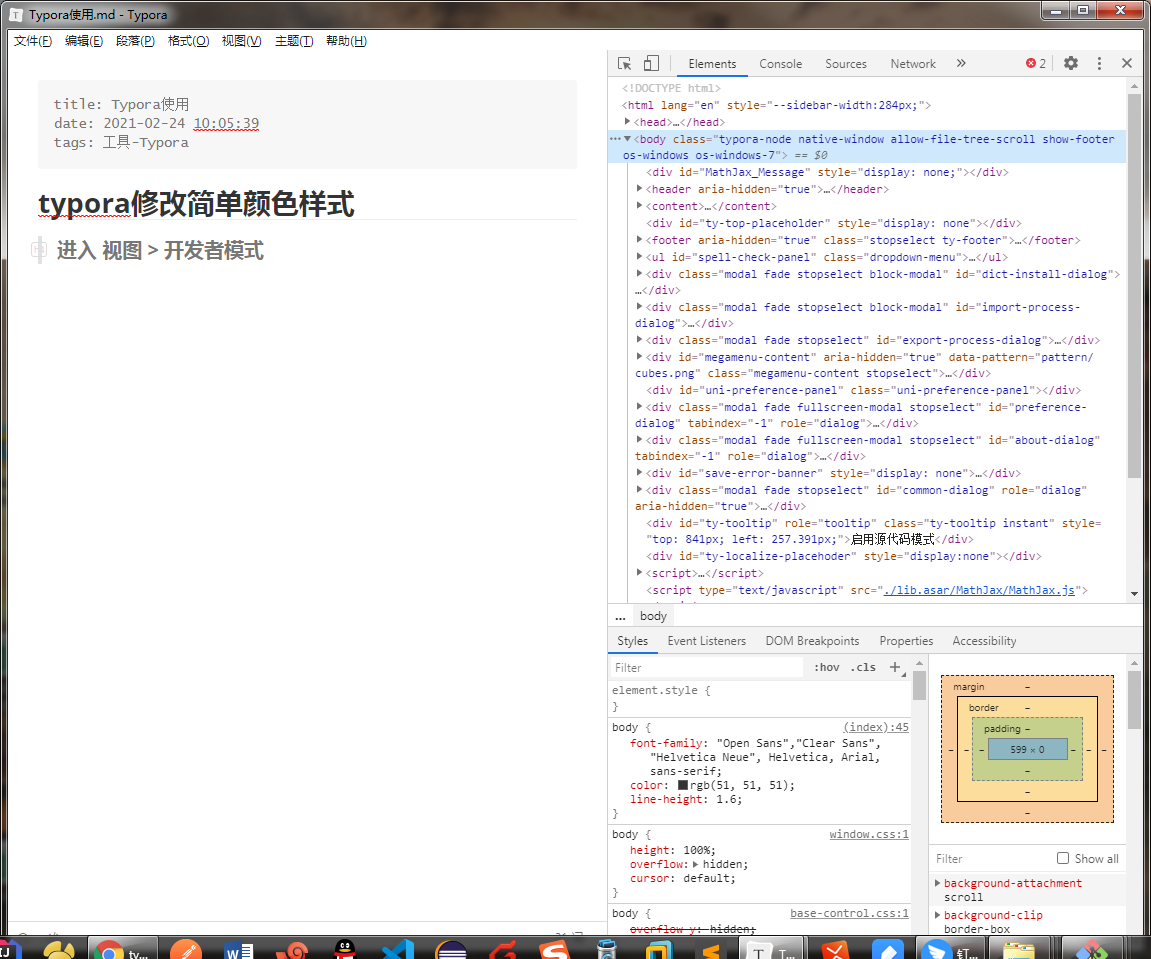 Typora使用.md - Typora
文件(F) 编辑(E) 段落(P) 格式(O) 视图(V) 主题(T) 帮助(H)
title: Typora使用
date: 2021-02-24 10:05:39
tags: 工具-Typora
typora修改简单颜色样式
进入 视图 > 开发者模式
Elements Console Sources Network » 2
<!DOCTYPE html>
<html lang="en" style="--sidebar-width:284px;">
<head>…</head>
<body class="typora-node native-window allow-file-tree-scroll show-footer
os-windows os-windows-7"> == $0
<div id="MathJax_Message" style="display: none;"></div>
<header aria-hidden="true">…</header>
<content>…</content>
<div id="ty-top-placeholder" style="display: none"></div>
<footer aria-hidden="true" class="stopselect ty-footer">…</footer>
<ul id="spell-check-panel" class="dropdown-menu">…</ul>
<div class="modal fade stopselect block-modal" id="dict-install-dialog">
…</div>
<div class="modal fade stopselect block-modal" id="import-process-
dialog">…</div>
<div class="modal fade stopselect" id="export-process-dialog">…</div>
<div id="megamenu-content" aria-hidden="true" data-pattern="pattern/
cubes.png" class="megamenu-content stopselect">…</div>
<div id="uni-preference-panel" class="uni-preference-panel"></div>
<div class="modal fade fullscreen-modal stopselect" id="preference-
dialog" tabindex="-1" role="dialog">…</div>
<div class="modal fade fullscreen-modal stopselect" id="about-dialog"
tabindex="-1" role="dialog">…</div>
<div id="save-error-banner" style="display: none">…</div>
<div class="modal fade stopselect" id="common-dialog" role="dialog"
aria-hidden="true">…</div>
<div id="ty-tooltip" role="tooltip" class="ty-tooltip instant" style=
"top: 841px; left: 257.391px;">启用源代码模式</div>
<div id="ty-localize-placehoder" style="display:none"></div>
<script>…</script>
<script type="text/javascript" src="./lib.asar/MathJax/MathJax.js">
... body
Styles Event Listeners DOM Breakpoints Properties Accessibility
Filter :hov .cls +
element.style {
}
body { (index):45
font-family: "Open Sans","Clear Sans",
"Helvetica Neue", Helvetica, Arial,
sans-serif;
color: rgb(51, 51, 51);
line-height: 1.6;
}
body { window.css:1
height: 100%;
overflow: hidden;
cursor: default;
}
body { base-control.css:1
overflow-y: hidden;
margin –
border –
padding –
– – – 599 × 0 – – –
–
–
–
Filter Show all
background-attachment
scroll
background-clip
border-box
ty...
T...
钉...